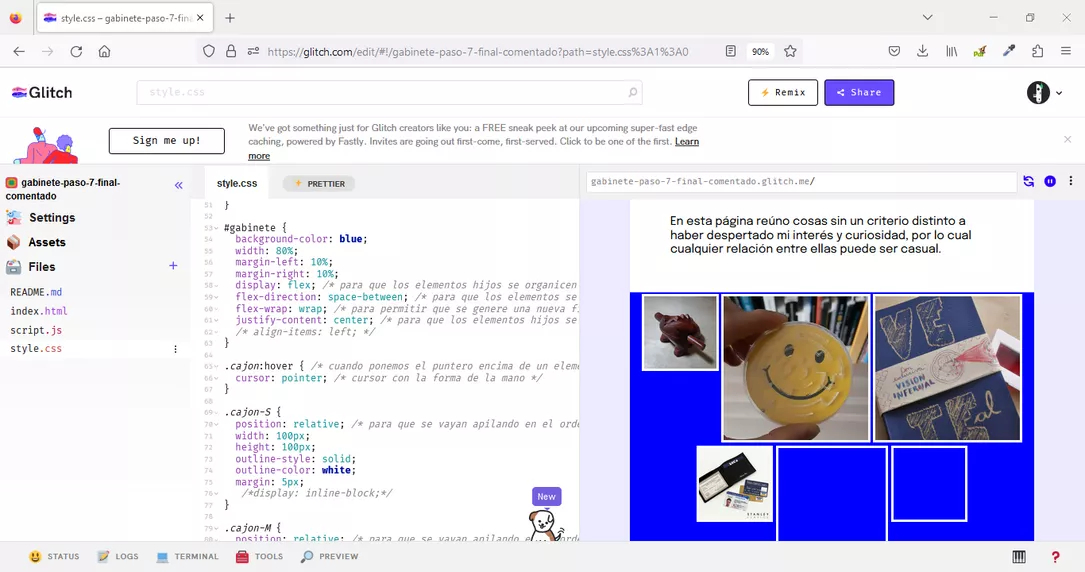 style.css – gabinete-paso-7-fina
https://glitch.com/edit/#!/gabinete-paso-7-final-comentado?path=style.css%3A1%3A0
90%
Glitch
style.css
Remix
Share
Sign me up!
We've got something just for Glitch creators like you: a FREE sneak peek at our upcoming super-fast edge
caching, powered by Fastly. Invites are going out first-come, first-served. Click to be one of the first. Learn
more
gabinete-paso-7-final-
comentado
Settings
Assets
Files
README.md
index.html
script.js
style.css
style.css
PRETTIER
51 }
52
53 #gabinete {
54 background-color: blue;
55 width: 80%;
56 margin-left: 10%;
57 margin-right: 10%;
58 display: flex; /* para que los elementos hijos se organicen
59 flex-direction: space-between; /* para que los elementos se
60 flex-wrap: wrap; /* para permitir que se genere una nueva fi
61 justify-content: center; /* para que los elementos hijos se
62 /* align-items: left; */
63 }
64
65 .cajon:hover { /* cuando ponemos el puntero encima de un eleme
66 cursor: pointer; /* cursor con la forma de la mano */
67 }
68
69 .cajon-S {
70 position: relative; /* para que se vayan apilando en el orde
71 width: 100px;
72 height: 100px;
73 outline-style: solid;
74 outline-color: white;
75 margin: 5px;
76 /*display: inline-block;*/
77 }
78
79 .cajon-M {
position: relative; /* para que se vayan apilando en el orde
New
gabinete-paso-7-final-comentado.glitch.me/
En esta página reúno cosas sin un criterio distinto a
haber despertado mi interés y curiosidad, por lo cual
cualquier relación entre ellas puede ser casual.
VE
VISION
INFERNAL
STANLEY
STATUS
LOGS
TERMINAL
TOOLS
PREVIEW